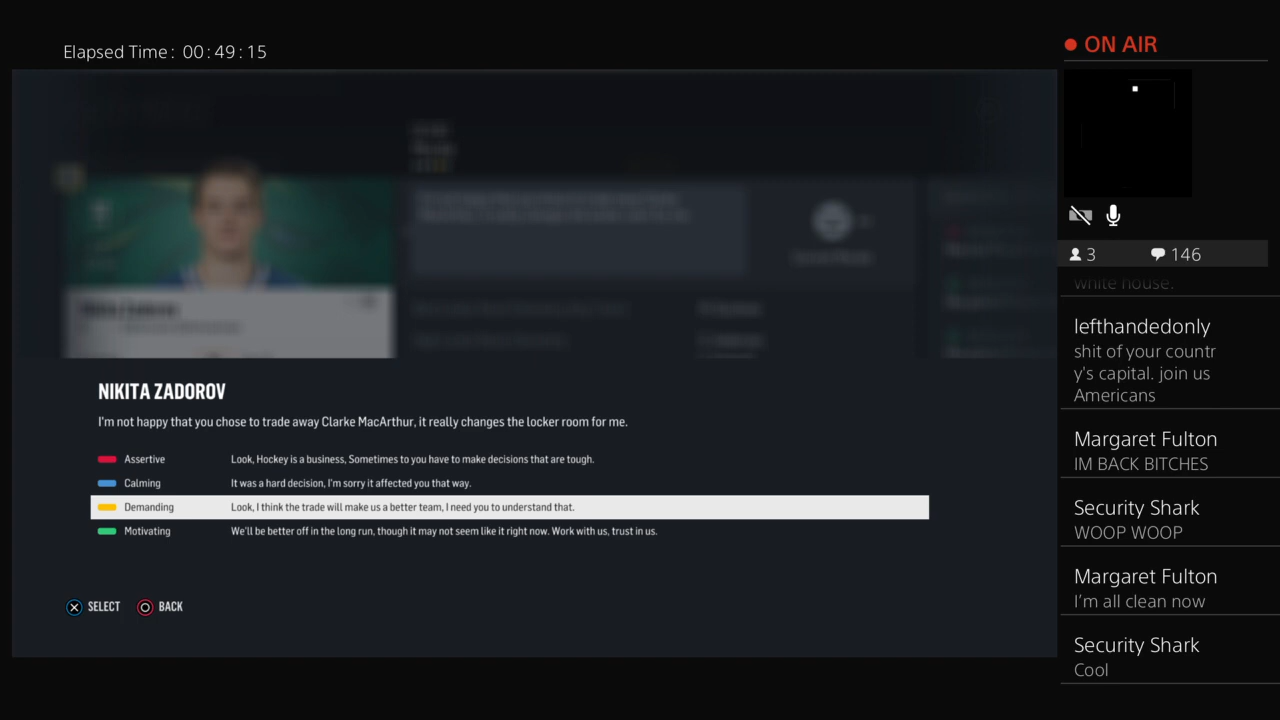 Elapsed Time: 00:49:15
ON AIR
3 146
white house.
lefthandedonly
shit of your countr
y's capital. join us
Americans
Margaret Fulton
IM BACK BITCHES
Security Shark
WOOP WOOP
Margaret Fulton
I'm all clean now
Security Shark
Cool
NIKITA ZADOROV
I'm not happy that you chose to trade away Clarke MacArthur, it really changes the locker room for me.
Assertive Look, Hockey is a business, Sometimes to you have to make decisions that are tough.
Calming It was a hard decision, I'm sorry it affected you that way.
Demanding Look, I think the trade will make us a better team, I need you to understand that.
Motivating We'll be better off in the long run, though it may not seem like it right now. Work with us, trust in us.
SELECT BACK